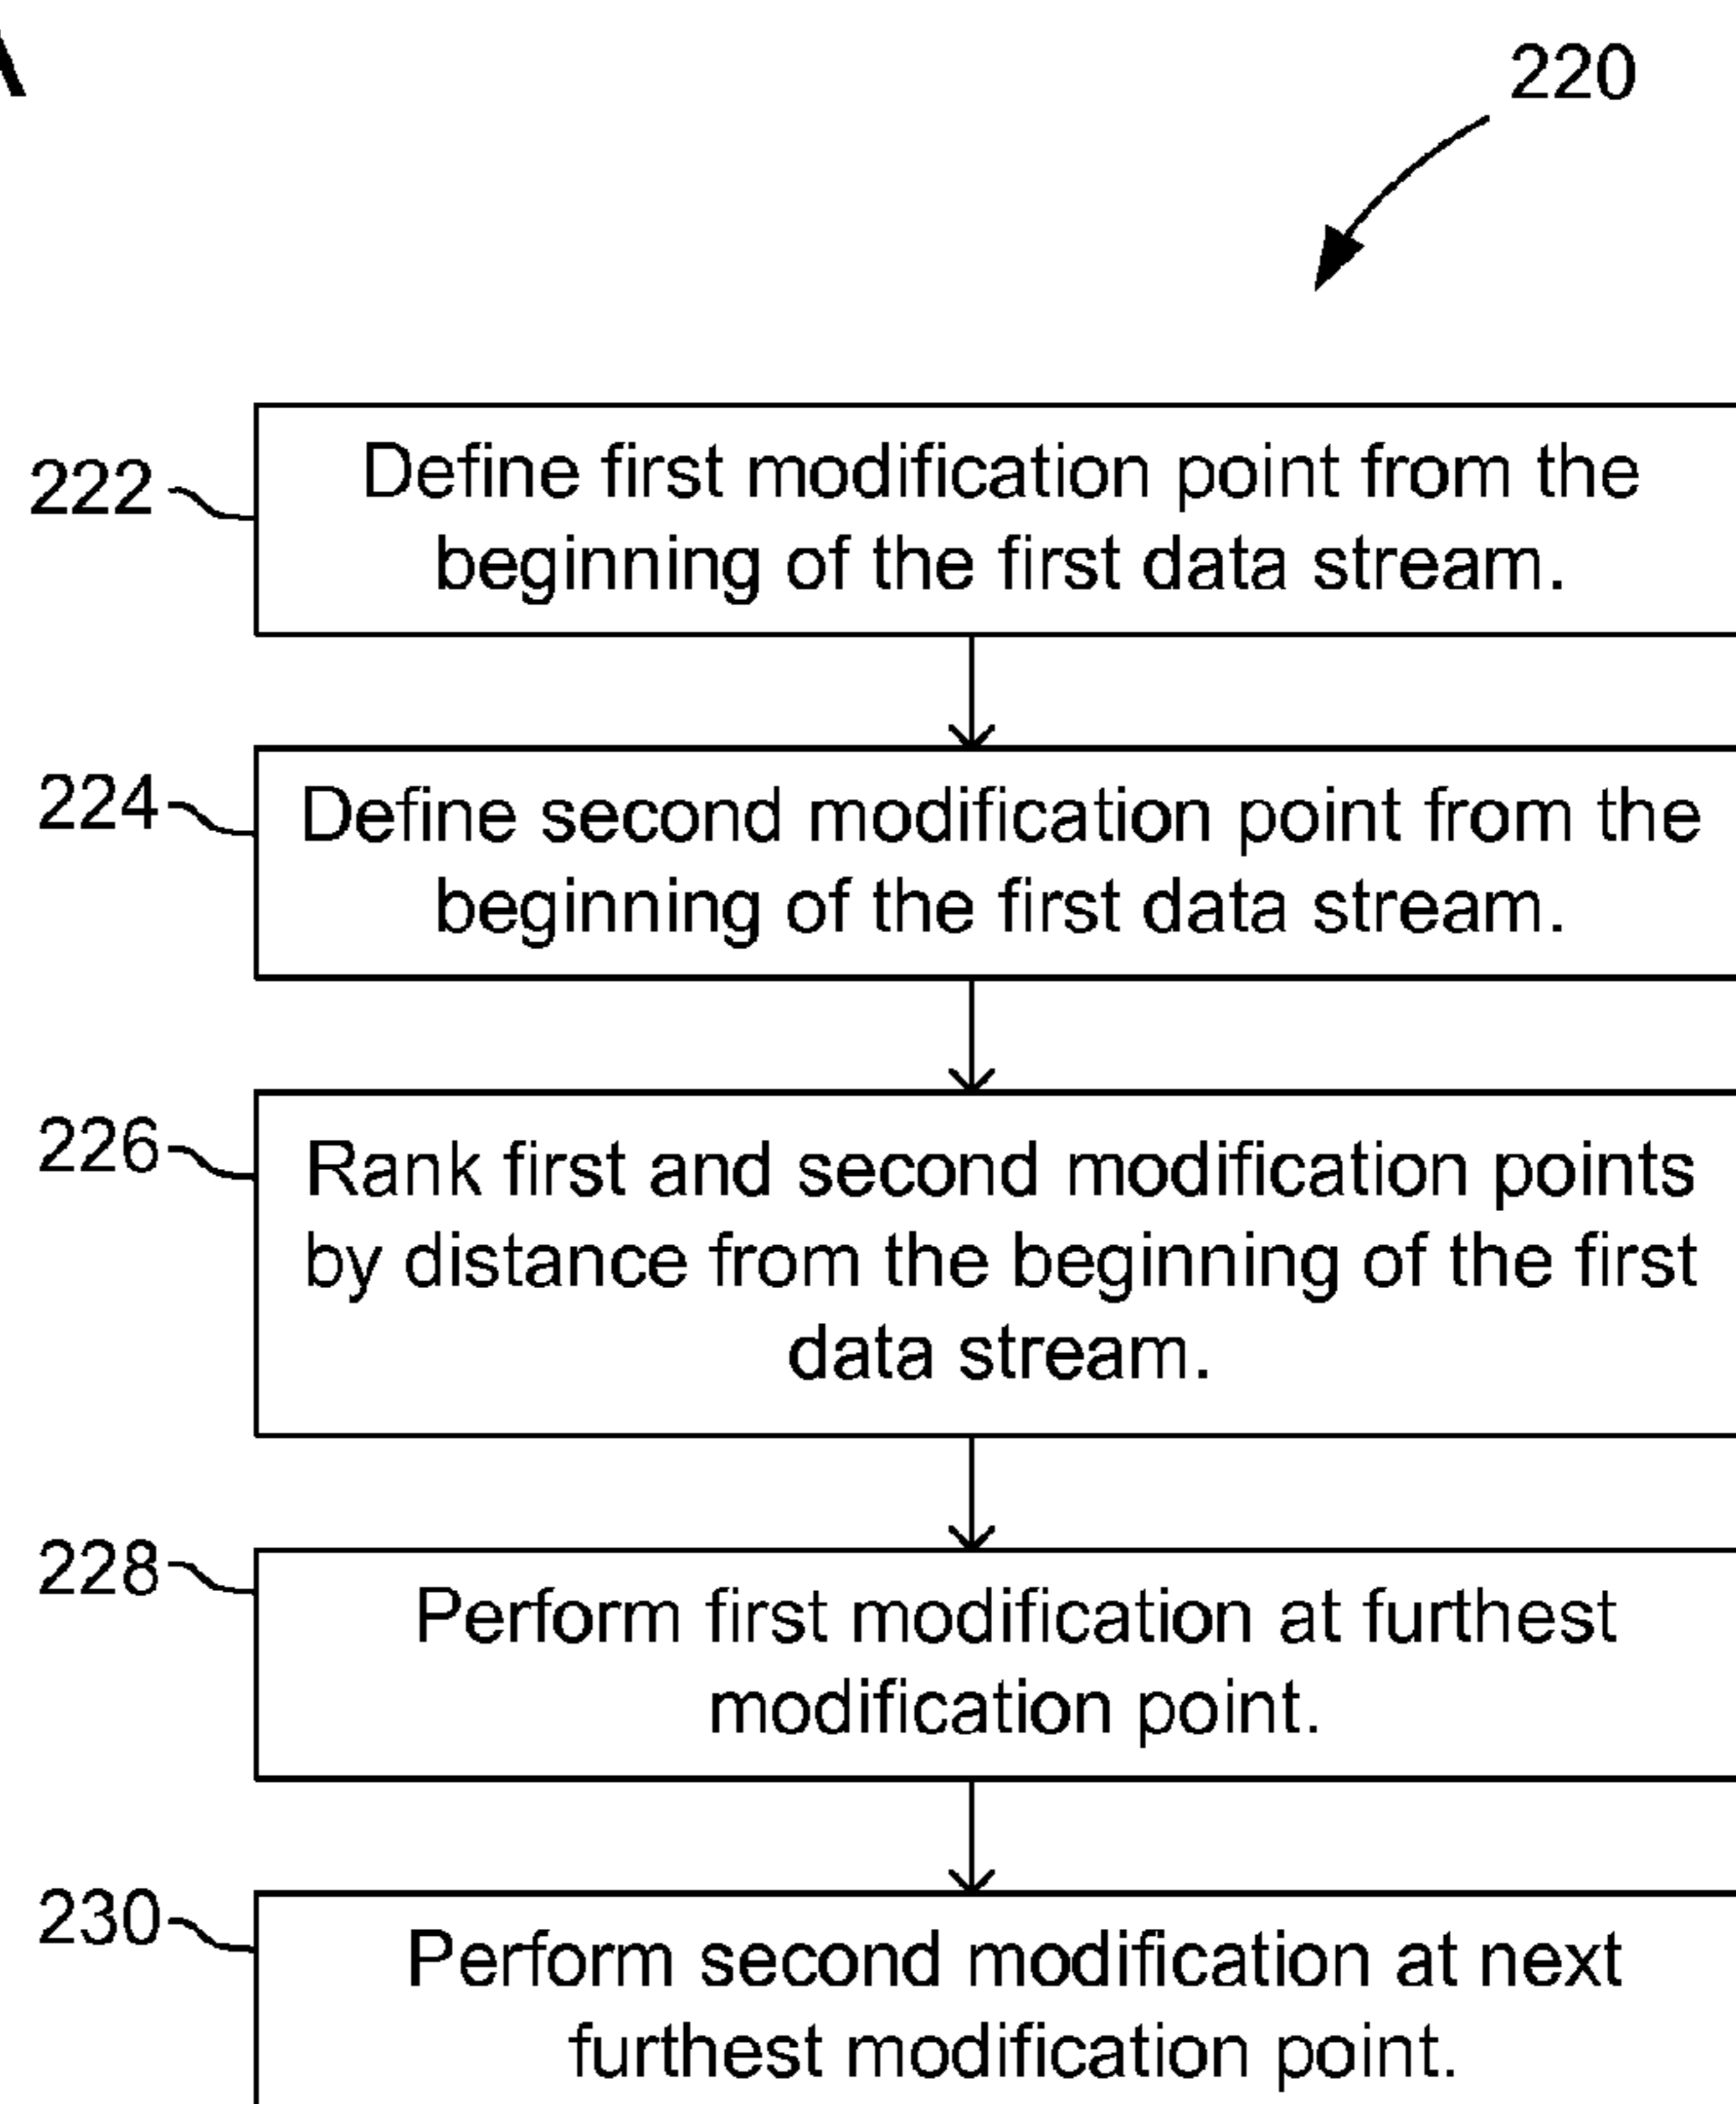 A
220
222
Define first modification point from the
beginning of the first data stream.
224
Define second modification point from the
beginning of the first data stream.
226
Rank first and second modification points
by distance from the beginning of the first
data stream.
228
Perform first modification at furthest
modification point.
230
Perform second modification at next
furthest modification point.